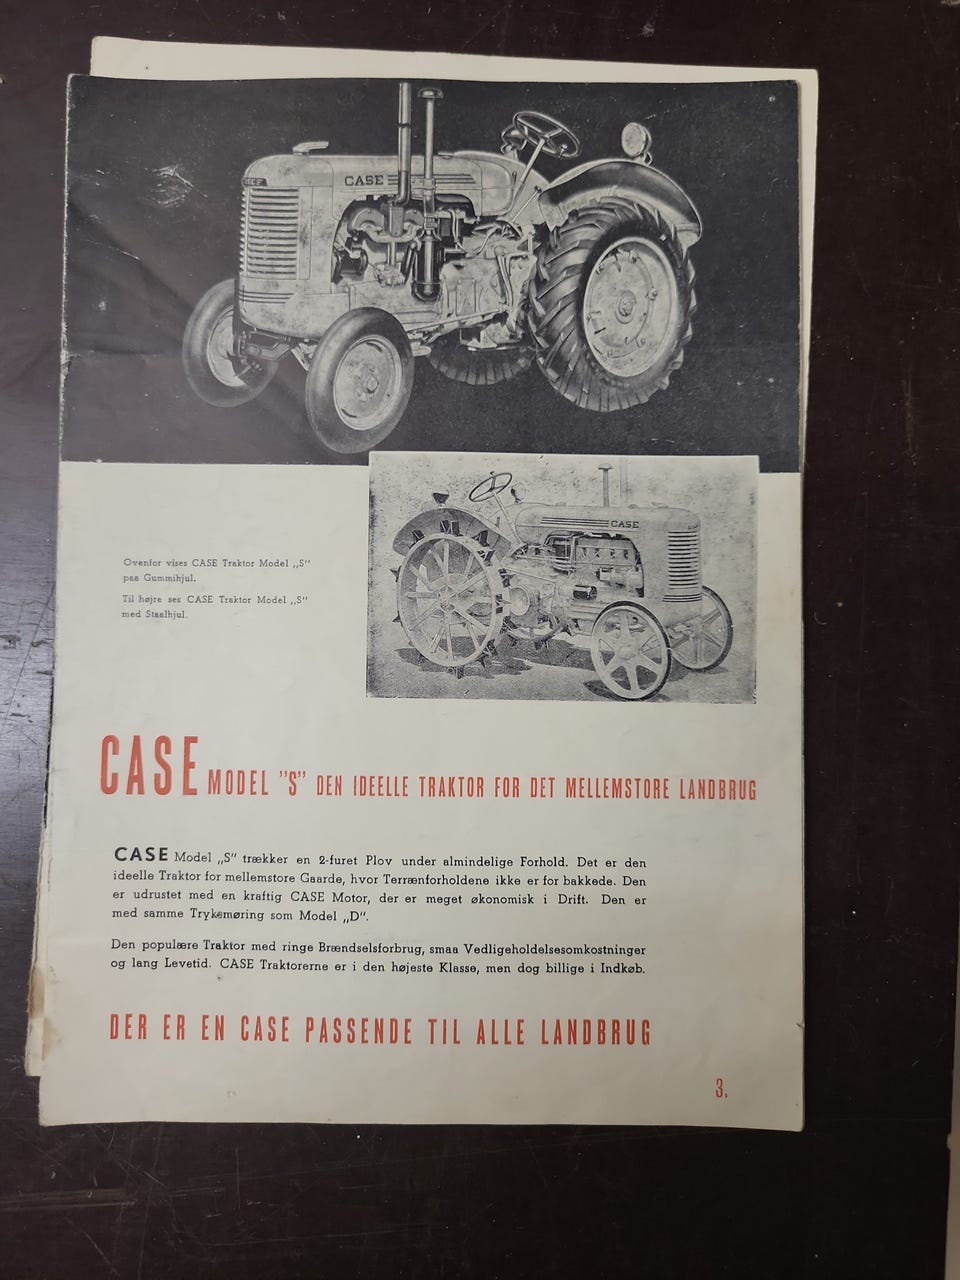 CASE
Ovenfor vises CASE Traktor Model „S"
paa Gummihjul.
Til højre ses CASE Traktor Model „S"
med Staalhjul.
CASE
CASE MODEL "S" DEN IDEELLE TRAKTOR FOR DET MELLEMSTORE LANDBRUG
CASE Model „S" trækker en 2-furet Plov under almindelige Forhold. Det er den
ideelle Traktor for mellemstore Gaarde, hvor Terrænforholdene ikke er for bakkede. Den
er udrustet med en kraftig CASE Motor, der er meget økonomisk i Drift. Den er
med samme Tryksmøring som Model „D".
Den populære Traktor med ringe Brændselsforbrug, smaa Vedligeholdelsesomkostninger
og lang Levetid. CASE Traktorerne er i den højeste Klasse, men dog billige i Indkøb.
DER ER EN CASE PASSENDE TIL ALLE LANDBRUG
3.